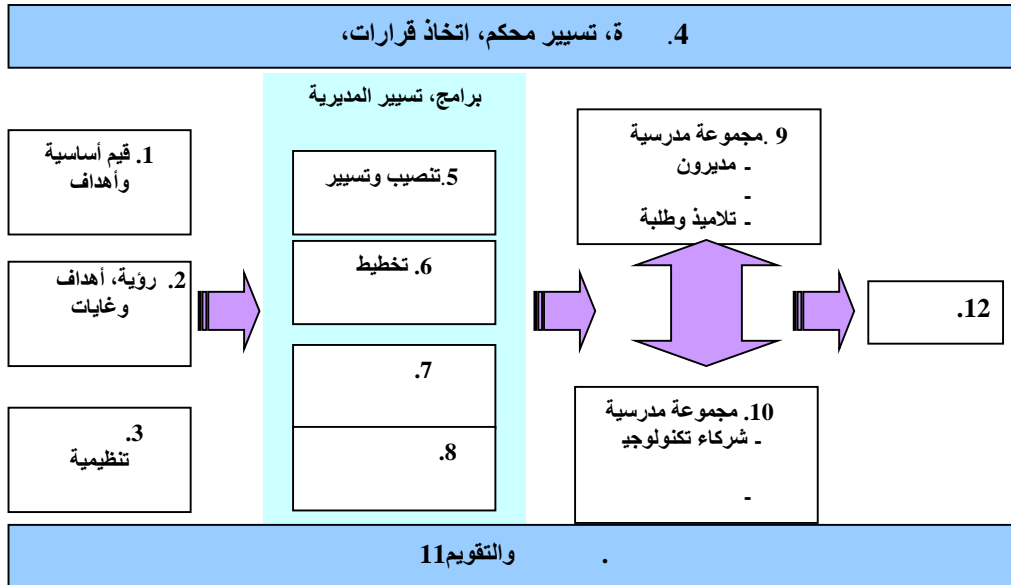 4. ة، تسيير محكم، اتخاذ قرارات،
برامج، تسيير المديرية
1. قيم أساسية
وأهداف
2. رؤية، أهداف
وغايات
3.
تنظيمية
5.تنصيب وتسيير
6. تخطيط
7.
8.
9 .مجموعة مدرسية
- مديرون
-
- تلاميذ وطلبة
10. مجموعة مدرسية
- شركاء تكنولوجيـ
-
12.
. والتقويم11